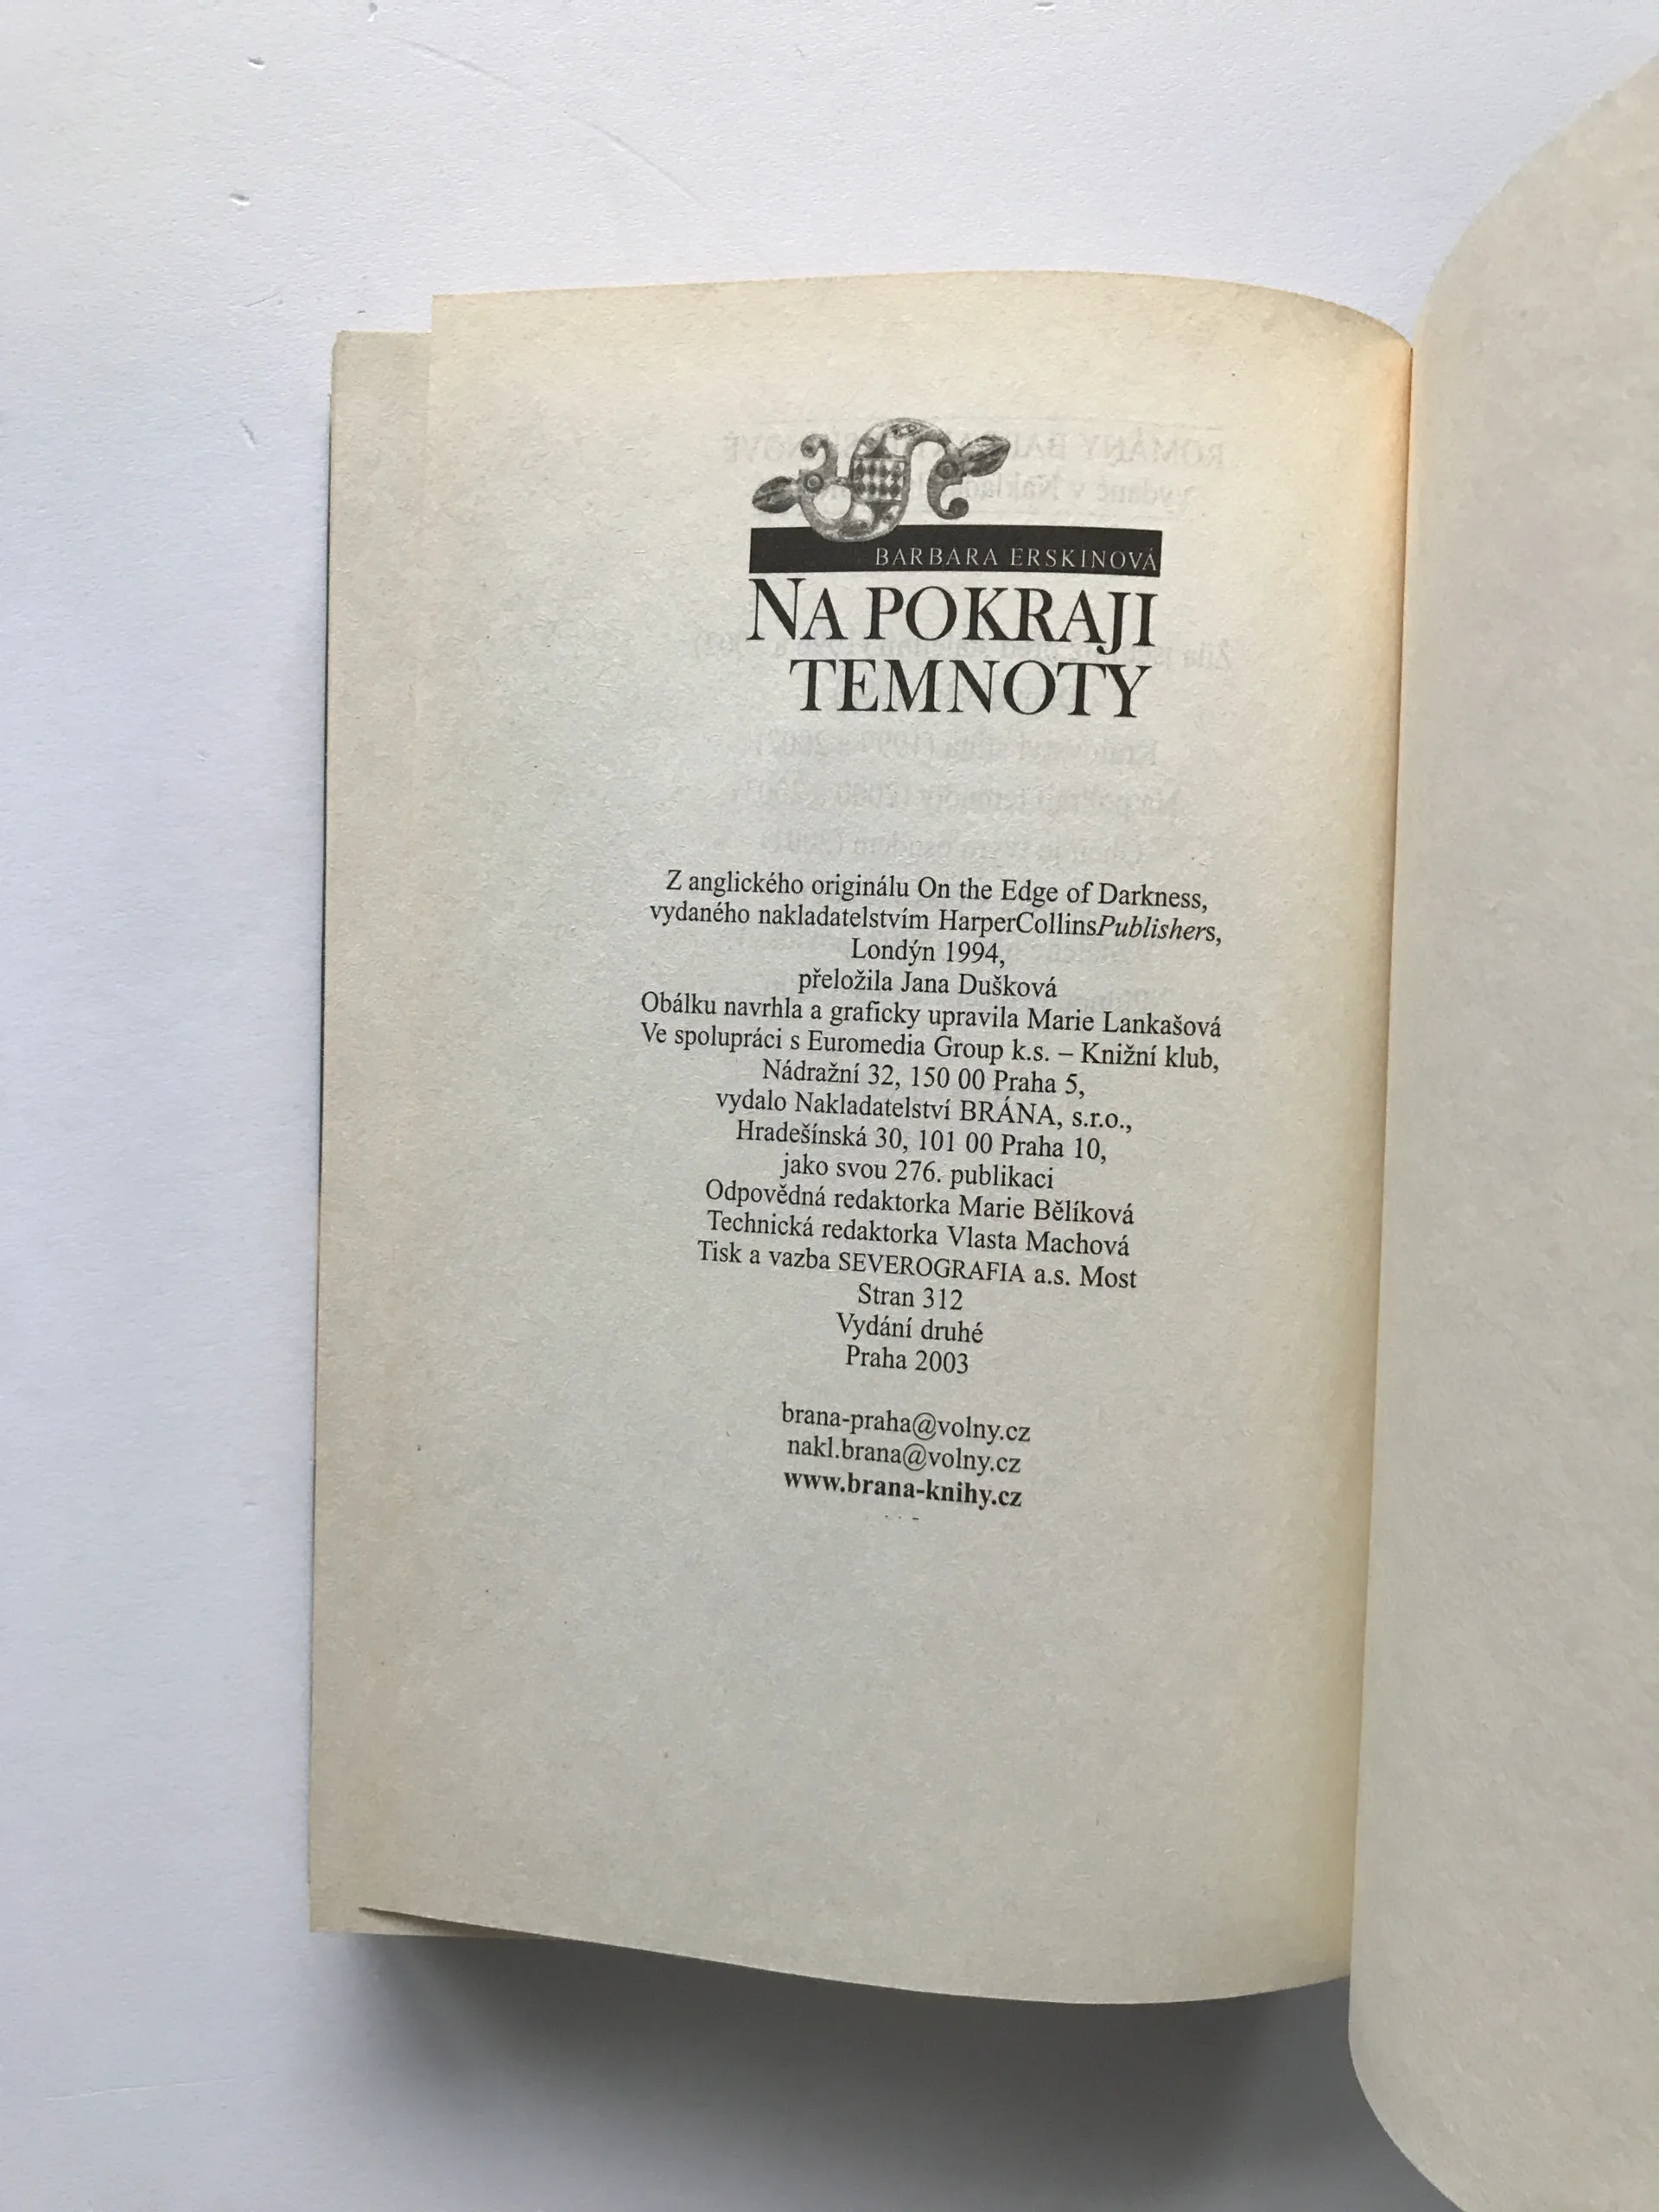 BARBARA ERSKINOVÁ
NA POKRAJI
TEMNOTY
Z anglického originálu On the Edge of Darkness,
vydaného nakladatelstvím HarperCollinsPublishers,
Londýn 1994,
přeložila Jana Dušková
Obálku navrhla a graficky upravila Marie Lankašová
Ve spolupráci s Euromedia Group k.s. – Knižní klub,
Nádražní 32, 150 00 Praha 5,
vydalo Nakladatelství BRÁNA, s.r.o.,
Hradešínská 30, 101 00 Praha 10,
jako svou 276. publikaci
Odpovědná redaktorka Marie Bělíková
Technická redaktorka Vlasta Machová
Tisk a vazba SEVEROGRAFIA a.s. Most
Stran 312
Vydání druhé
Praha 2003
brana-praha@volny.cz
nakl.brana@volny.cz
www.brana-knihy.cz